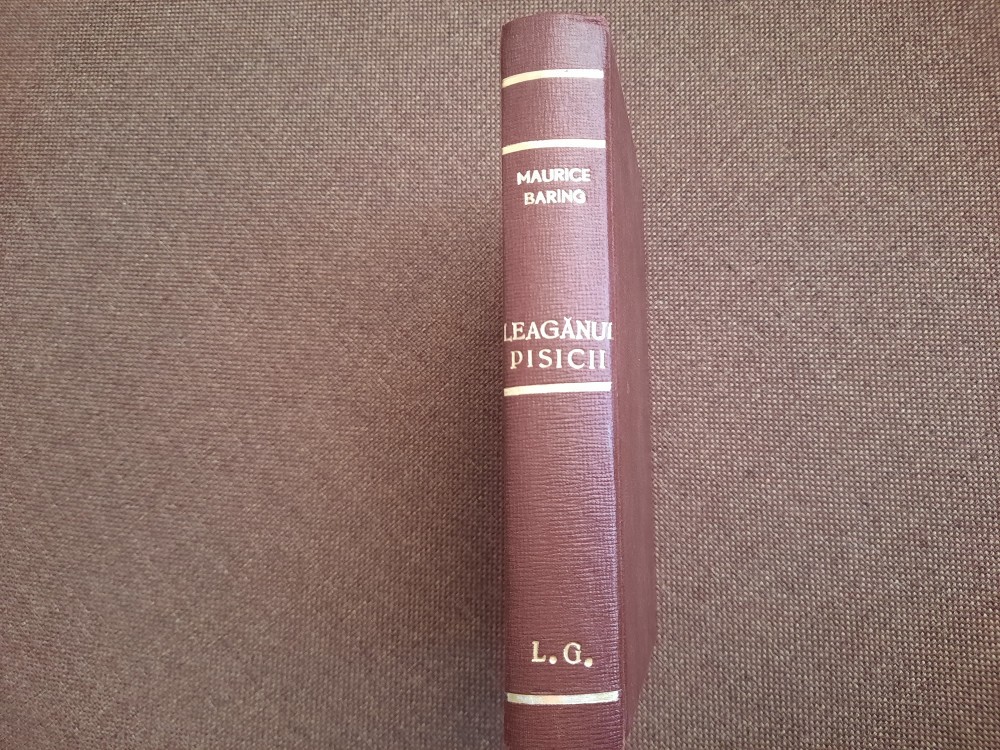 MAURICE
BARING
LEAGĂNUL
PISICII
L. G.